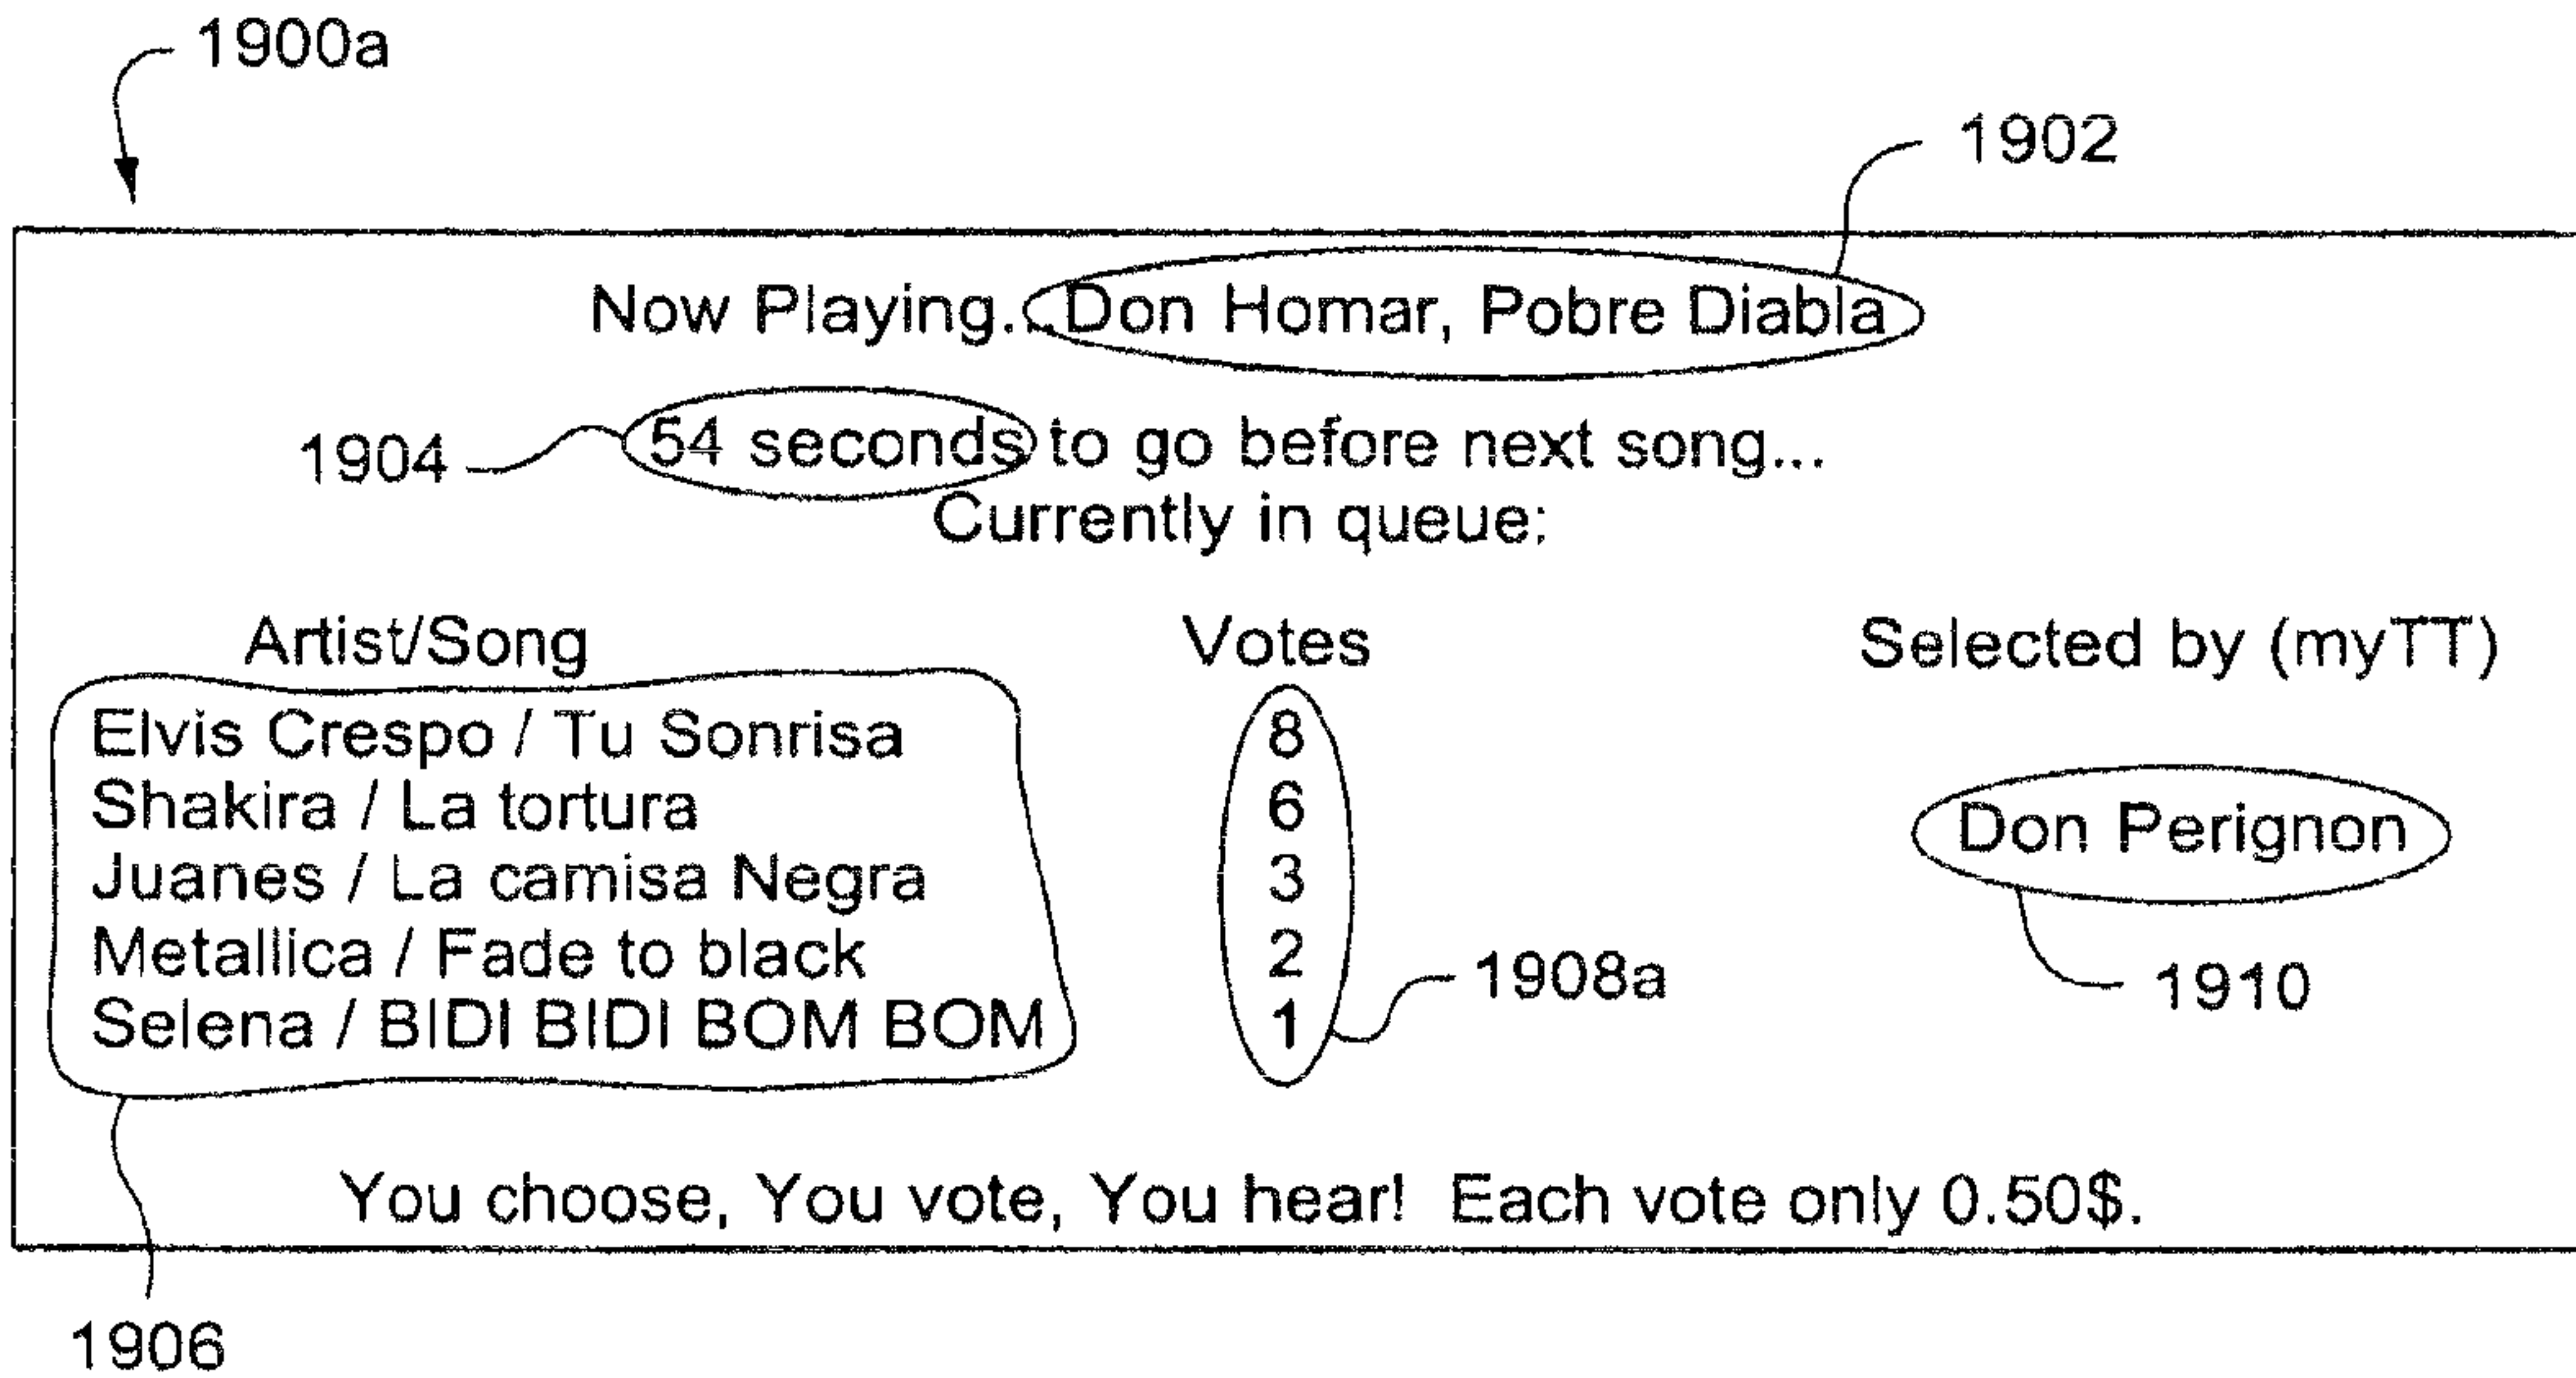 1900a
1902
Now Playing...Don Homar, Pobre Diabla
1904 54 seconds to go before next song...
Currently in queue:
Artist/Song Votes Selected by (myTT)
Elvis Crespo / Tu Sonrisa 8
Shakira / La tortura 6 Don Perignon
Juanes / La camisa Negra 3
Metallica / Fade to black 2 1908a 1910
Selena / BIDI BIDI BOM BOM 1
You choose, You vote, You hear! Each vote only 0.50$.
1906